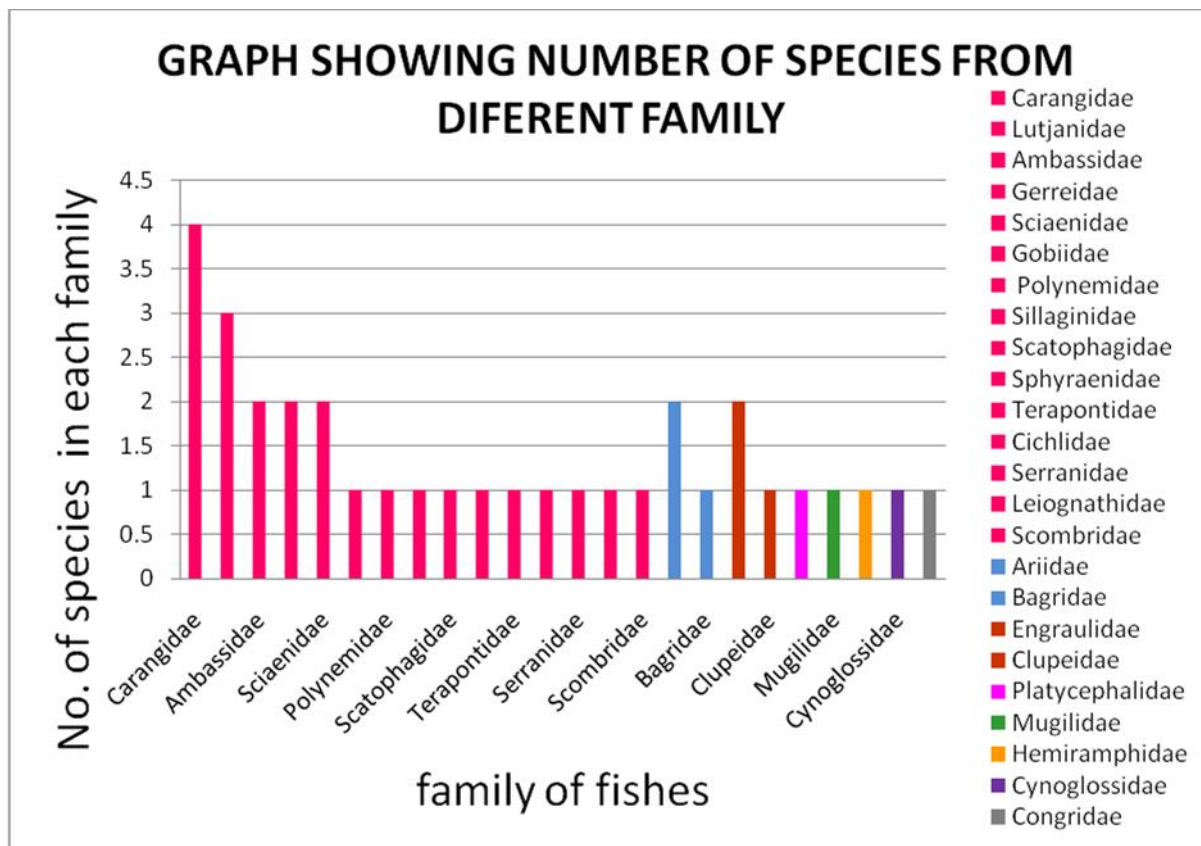 GRAPH SHOWING NUMBER OF SPECIES FROM
DIFERENT FAMILY
No. of species in each family
4.5
4
3.5
3
2.5
2
1.5
1
0.5
0
Carangidae
Ambassidae
Sciaenidae
Polynemidae
Scatophagidae
Terapontidae
Serranidae
Scombridae
Bagridae
Clupeidae
Mugilidae
Cynoglossidae
family of fishes
Carangidae
Lutjanidae
Ambassidae
Gerreidae
Sciaenidae
Gobiidae
Polynemidae
Sillaginidae
Scatophagidae
Sphyraenidae
Terapontidae
Cichlidae
Serranidae
Leiognathidae
Scombridae
Ariidae
Bagridae
Engraulidae
Clupeidae
Platycephalidae
Mugilidae
Hemiramphidae
Cynoglossidae
Congridae